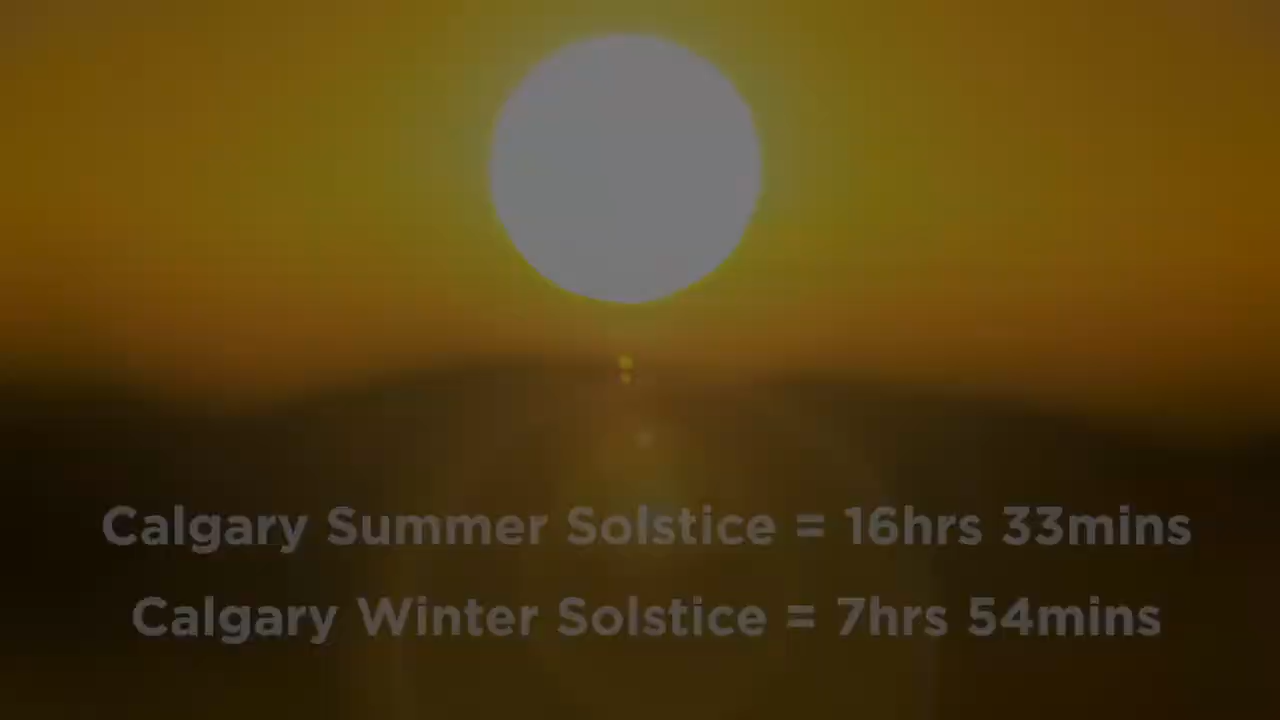 Calgary Summer Solstice = 16hrs 33mins
Calgary Winter Solstice = 7hrs 54mins